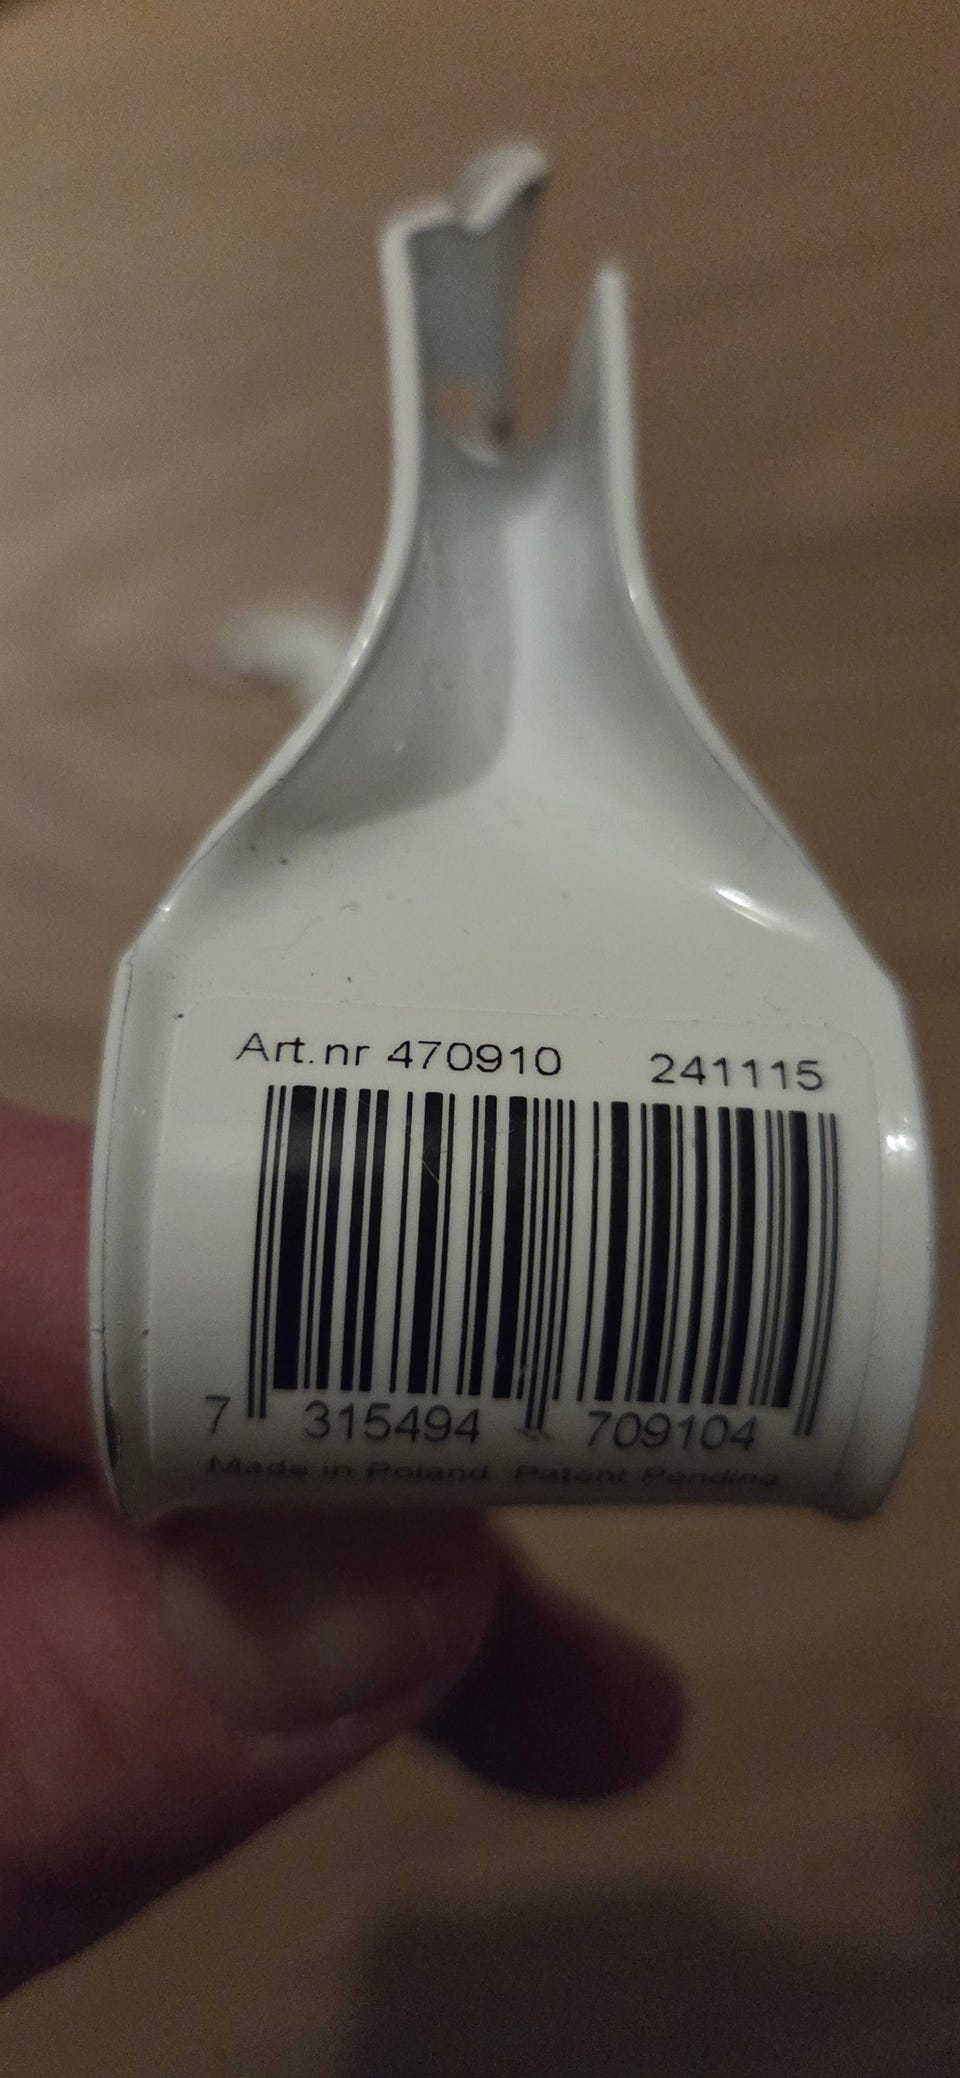 Art.nr 470910 241115
7 315494 709104
Made in Poland Patent Pending